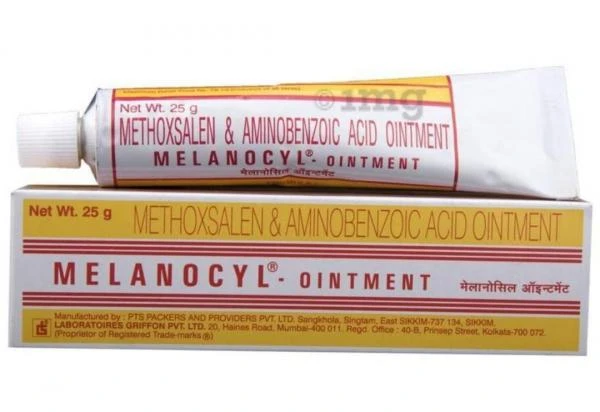 Net Wt. 25 g
METHOXSALEN & AMINOBENZOIC ACID OINTMENT
MELANOCYL® - OINTMENT
मेलानोसिल ऑइन्टमेंट
1mg
Net Wt. 25 g
METHOXSALEN & AMINOBENZOIC ACID OINTMENT
MELANOCYL® - OINTMENT मेलानोसिल ऑइन्टमेंट
Manufactured by : PTS PACKERS AND PROVIDERS PVT. LTD. Sangkhola, Singtam, East SIKKIM-737 134, SIKKIM.
LABORATOIRES GRIFFON PVT. LTD. 20, Haines Road, Mumbai-400 011. Regd. Office : 40-B, Prinsep Street, Kolkata-700 072.
(Proprietor of Registered Trade-marks ®)